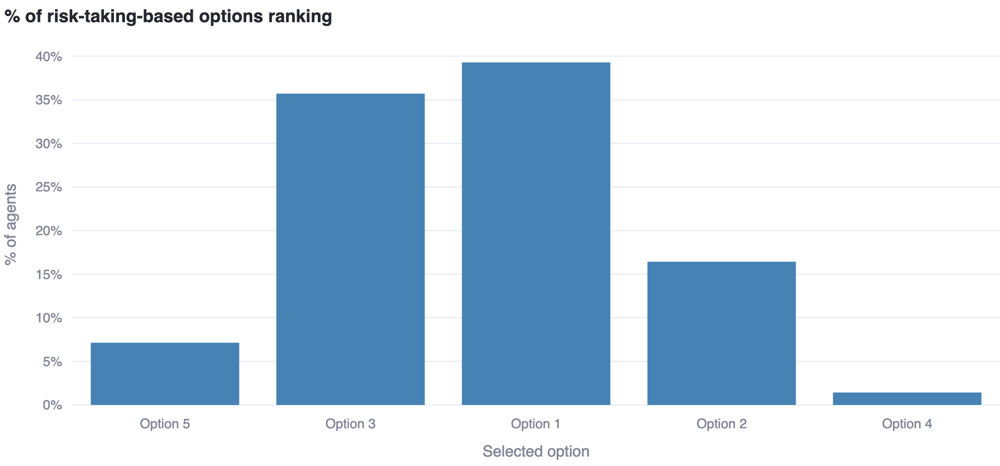 % of risk-taking-based options ranking
40%
35%
30%
25%
20%
15%
10%
5%
0%
% of agents
Option 5
Option 3
Option 1
Option 2
Option 4
Selected option